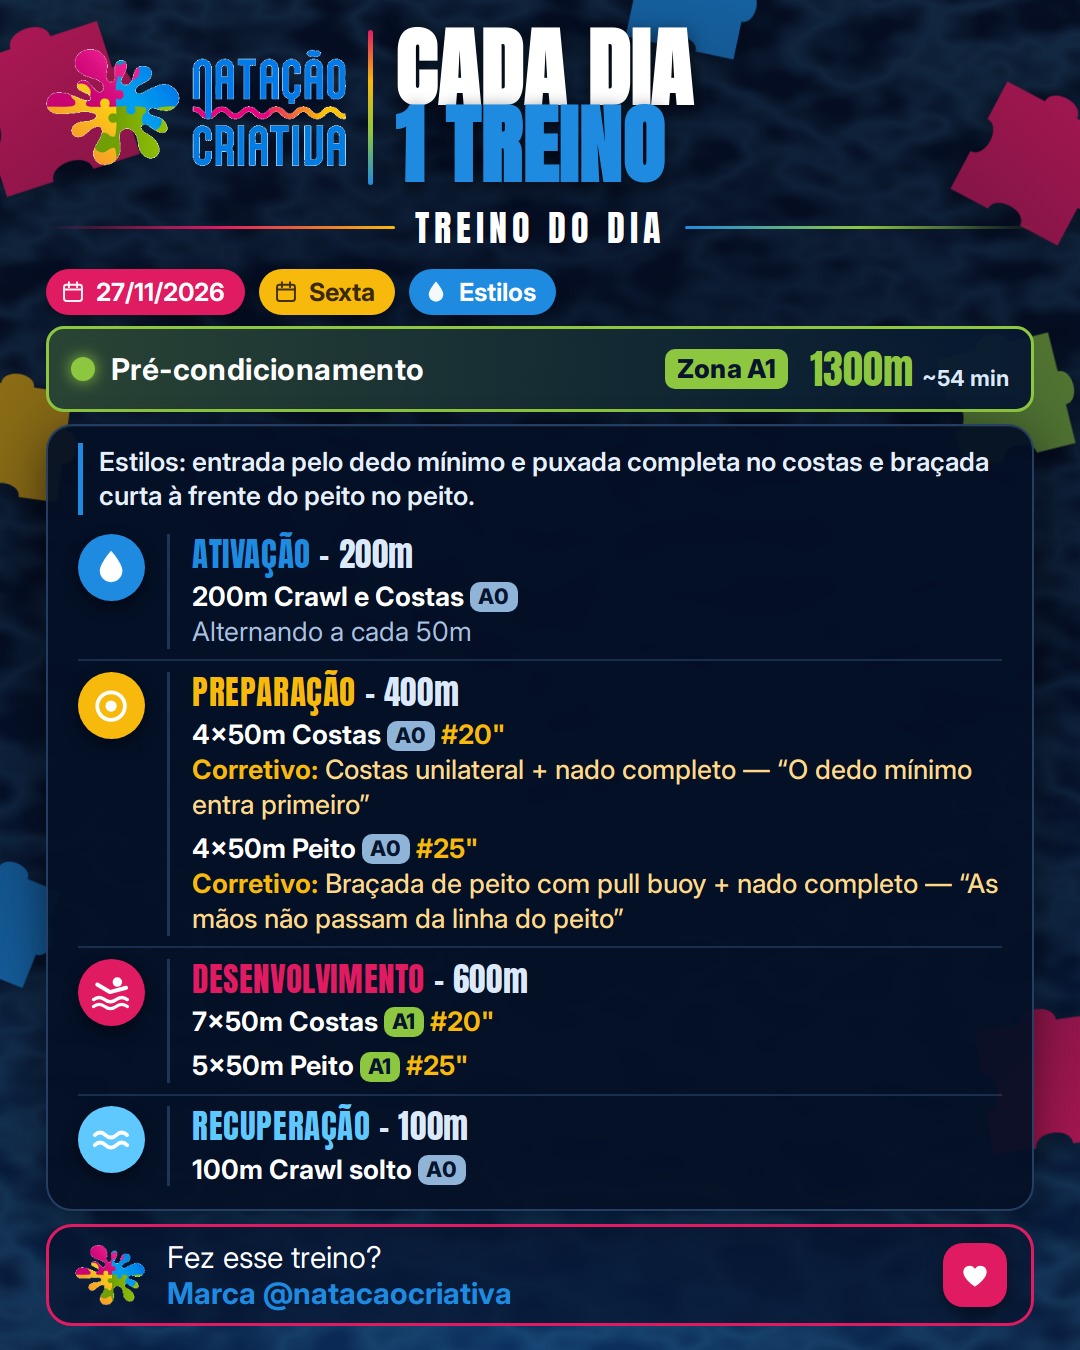 NATAÇÃO
CRIATIVA
CADA DIA
1 TREINO
TREINO DO DIA
27/11/2026
Sexta
Estilos
Pré-condicionamento
Zona A1
1300m ~54 min
Estilos: entrada pelo dedo mínimo e puxada completa no costas e braçada
curta à frente do peito no peito.
ATIVAÇÃO - 200m
200m Crawl e Costas A0
Alternando a cada 50m
PREPARAÇÃO - 400m
4×50m Costas A0 #20"
Corretivo: Costas unilateral + nado completo — “O dedo mínimo
entra primeiro”
4×50m Peito A0 #25"
Corretivo: Braçada de peito com pull buoy + nado completo — “As
mãos não passam da linha do peito”
DESENVOLVIMENTO - 600m
7×50m Costas A1 #20"
5×50m Peito A1 #25"
RECUPERAÇÃO - 100m
100m Crawl solto A0
Fez esse treino?
Marca @natacaocriativa